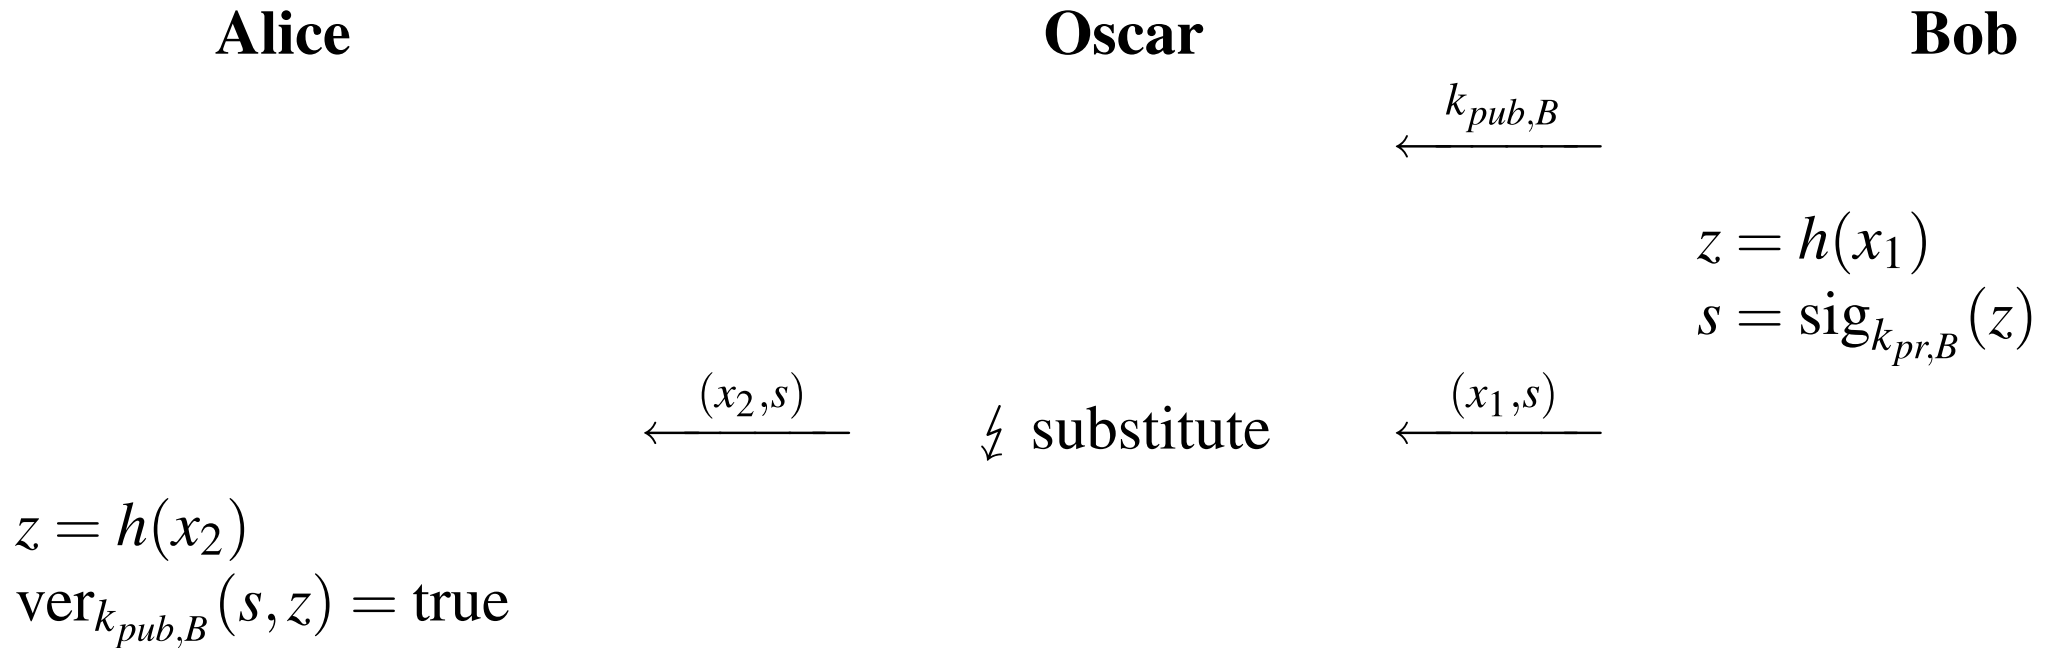 Alice Oscar Bob
k_{pub,B}
←
z = h(x_1)
s = sig_{k_{pr,B}}(z)
(x_2,s) (x_1,s)
← substitute ←
z = h(x_2)
ver_{k_{pub,B}}(s,z) = true